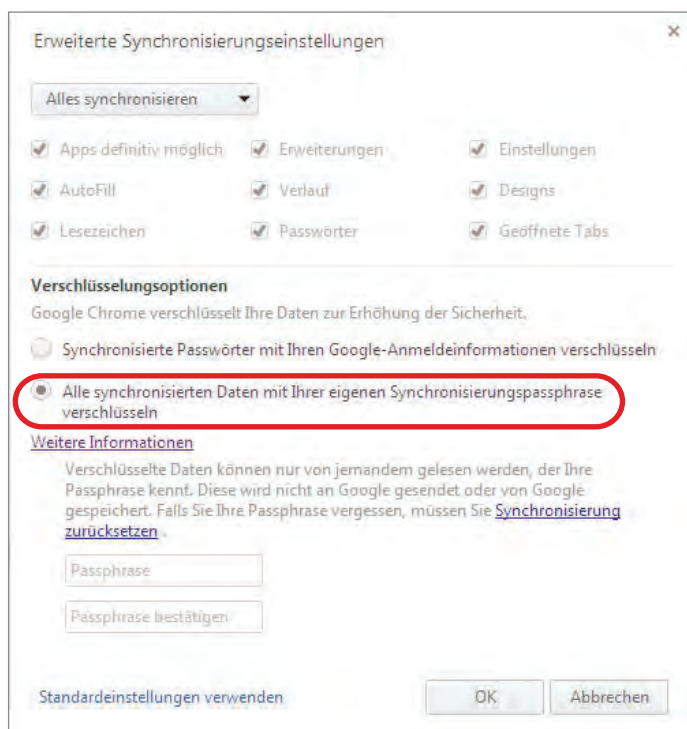 Erweiterte Synchronisierungseinstellungen
Alles synchronisieren
Apps definitiv möglich Erweiterungen Einstellungen
AutoFill Verlauf Designs
Lesezeichen Passwörter Geöffnete Tabs
Verschlüsselungsoptionen
Google Chrome verschlüsselt Ihre Daten zur Erhöhung der Sicherheit.
Synchronisierte Passwörter mit Ihren Google-Anmeldeinformationen verschlüsseln
Alle synchronisierten Daten mit Ihrer eigenen Synchronisierungspassphrase
verschlüsseln
Weitere Informationen
Verschlüsselte Daten können nur von jemandem gelesen werden, der Ihre
Passphrase kennt. Diese wird nicht an Google gesendet oder von Google
gespeichert. Falls Sie Ihre Passphrase vergessen, müssen Sie Synchronisierung
zurücksetzen .
Passphrase
Passphrase bestätigen
Standardeinstellungen verwenden OK Abbrechen